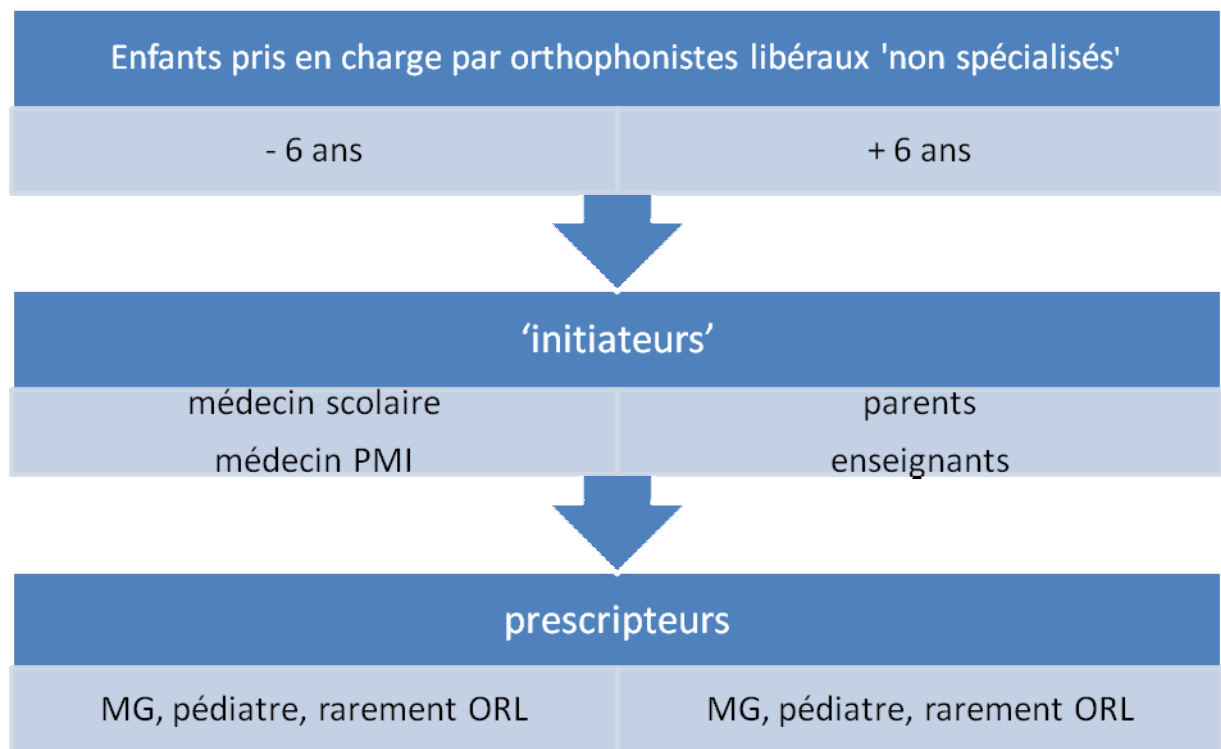 Enfants pris en charge par orthophonistes libéraux 'non spécialisés'
- 6 ans
+ 6 ans
‘initiateurs’
médecin scolaire
parents
médecin PMI
enseignants
prescripteurs
MG, pédiatre, rarement ORL
MG, pédiatre, rarement ORL